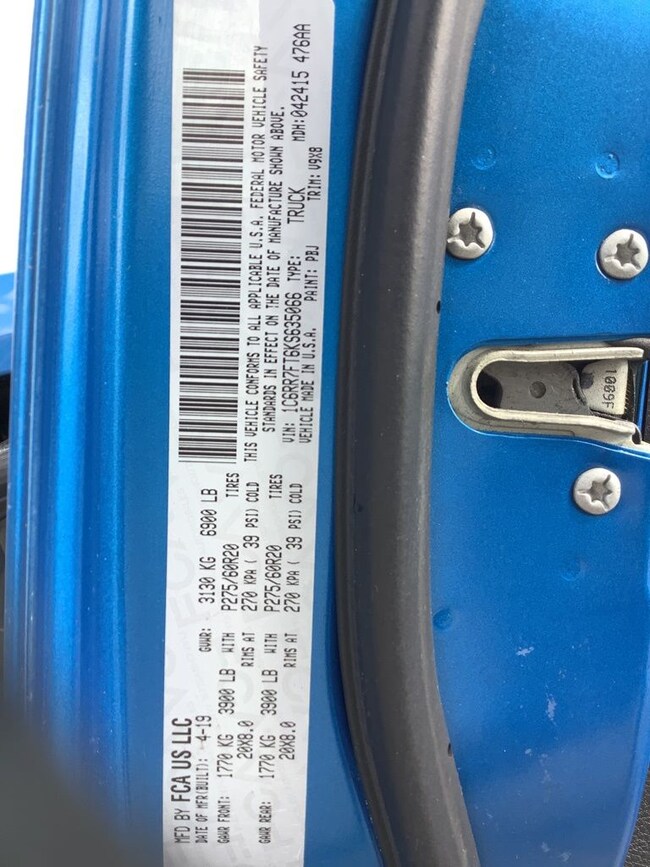 MFD BY FCA US LLC
DATE OF MFR(BUILT): 4-19 GVWR: 3130 KG 6900 LB
GAWR FRONT: 1770 KG 3900 LB WITH P275/60R20 TIRES
20X8.0 RIMS AT 270 KPA ( 39 PSI) COLD
GAWR REAR: 1770 KG 3900 LB WITH P275/60R20 TIRES
20X8.0 RIMS AT 270 KPA ( 39 PSI) COLD
THIS VEHICLE CONFORMS TO ALL APPLICABLE U.S.A. FEDERAL MOTOR VEHICLE SAFETY
STANDARDS IN EFFECT ON THE DATE OF MANUFACTURE SHOWN ABOVE.
VIN: 1C6RR7FT6KS635066 TYPE: TRUCK MDH:042415 476AA
VEHICLE MADE IN U.S.A. PAINT: PBJ TRIM: V9X8
1009F